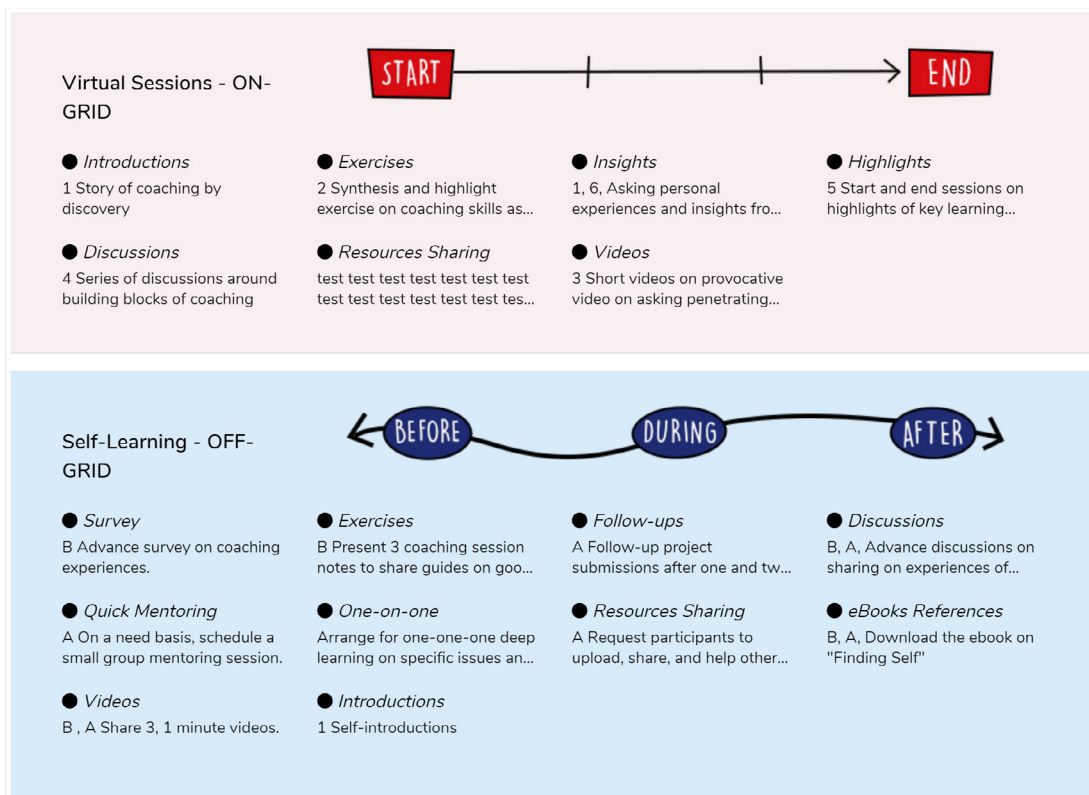 Virtual Sessions - ON-
GRID
START
END
Introductions
1 Story of coaching by
discovery
Exercises
2 Synthesis and highlight
exercise on coaching skills as...
Insights
1, 6, Asking personal
experiences and insights fro...
Highlights
5 Start and end sessions on
highlights of key learning...
Discussions
4 Series of discussions around
building blocks of coaching
Resources Sharing
test test test test test test test
test test test test test test tes...
Videos
3 Short videos on provocative
video on asking penetrating...
Self-Learning - OFF-
GRID
BEFORE
DURING
AFTER
Survey
B Advance survey on coaching
experiences.
Exercises
B Present 3 coaching session
notes to share guides on goo...
Follow-ups
A Follow-up project
submissions after one and tw...
Discussions
B, A, Advance discussions on
sharing on experiences of...
Quick Mentoring
A On a need basis, schedule a
small group mentoring session.
One-on-one
Arrange for one-one-one deep
learning on specific issues an...
Resources Sharing
A Request participants to
upload, share, and help other...
eBooks References
B, A, Download the ebook on
"Finding Self"
Videos
B , A Share 3, 1 minute videos.
Introductions
1 Self-introductions